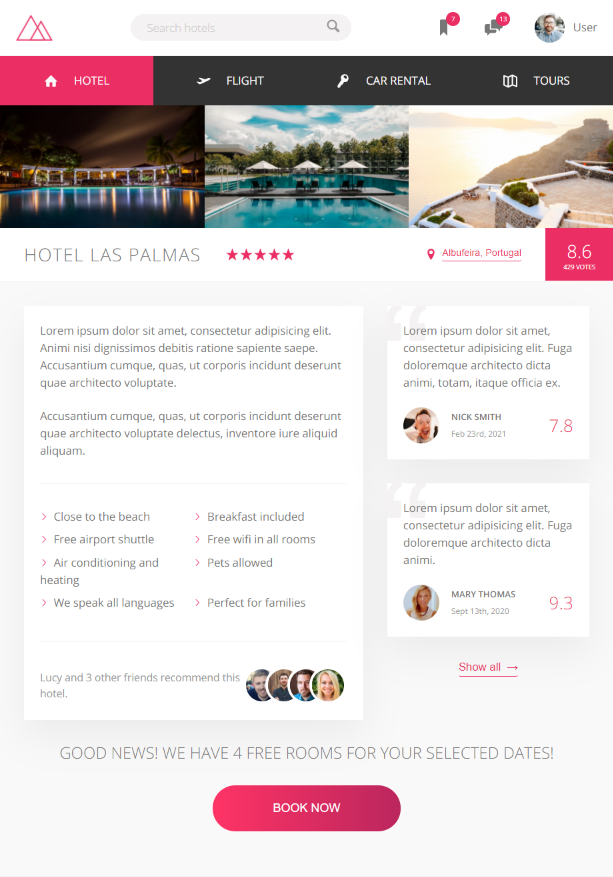 Search hotels
7
13
User
HOTEL
FLIGHT
CAR RENTAL
TOURS
HOTEL LAS PALMAS
Albufeira, Portugal
8.6
429 VOTES
Lorem ipsum dolor sit amet, consectetur adipisicing elit.
Animi nisi dignissimos debitis ratione sapiente saepe.
Accusantium cumque, quas, ut corporis incidunt deserunt
quae architecto voluptate.
Accusantium cumque, quas, ut corporis incidunt deserunt
quae architecto voluptate delectus, inventore iure aliquid
aliquam.
Close to the beach
Breakfast included
Free airport shuttle
Free wifi in all rooms
Air conditioning and
heating
Pets allowed
We speak all languages
Perfect for families
Lucy and 3 other friends recommend this
hotel.
“
Lorem ipsum dolor sit amet,
consectetur adipisicing elit. Fuga
doloremque architecto dicta
animi, totam, itaque officia ex.
NICK SMITH
Feb 23rd, 2021
7.8
“
Lorem ipsum dolor sit amet,
consectetur adipisicing elit. Fuga
doloremque architecto dicta
animi.
MARY THOMAS
Sept 13th, 2020
9.3
Show all →
GOOD NEWS! WE HAVE 4 FREE ROOMS FOR YOUR SELECTED DATES!
BOOK NOW